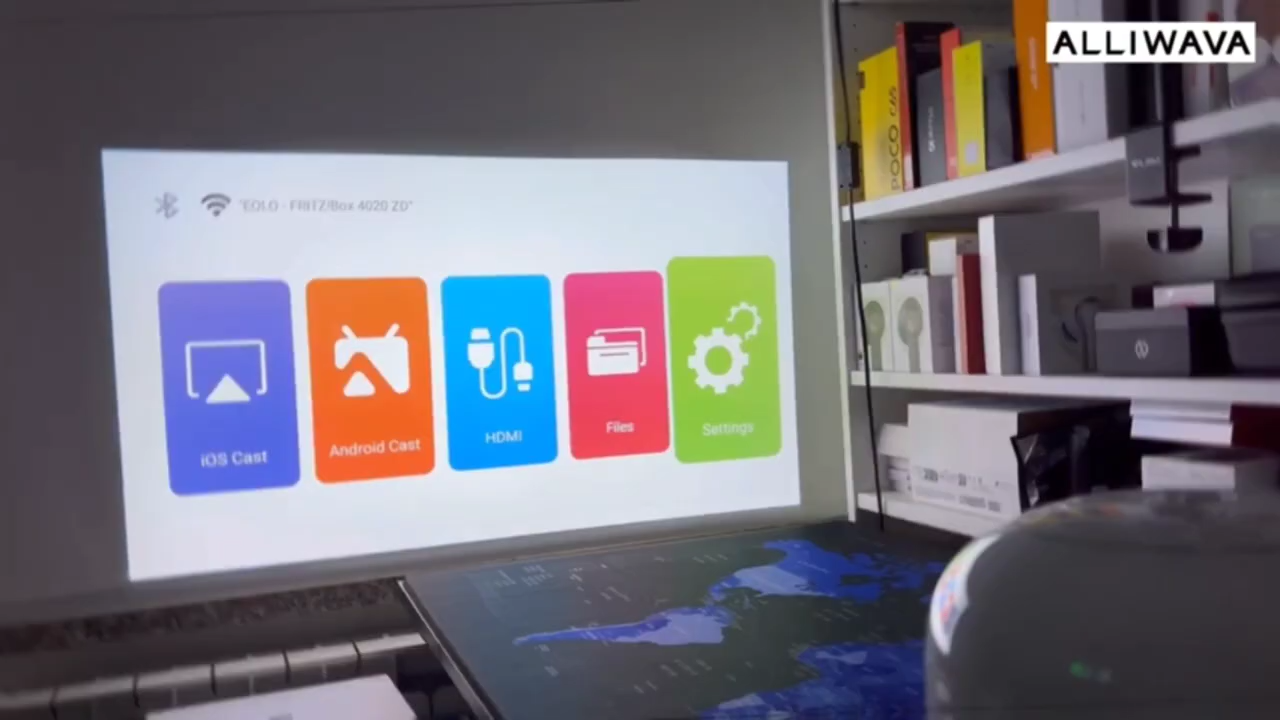 ALLIWAVA
"EOLO - FRITZ!Box 4020 ZD"
iOS Cast
Android Cast
HDMI
Files
Settings
POCO